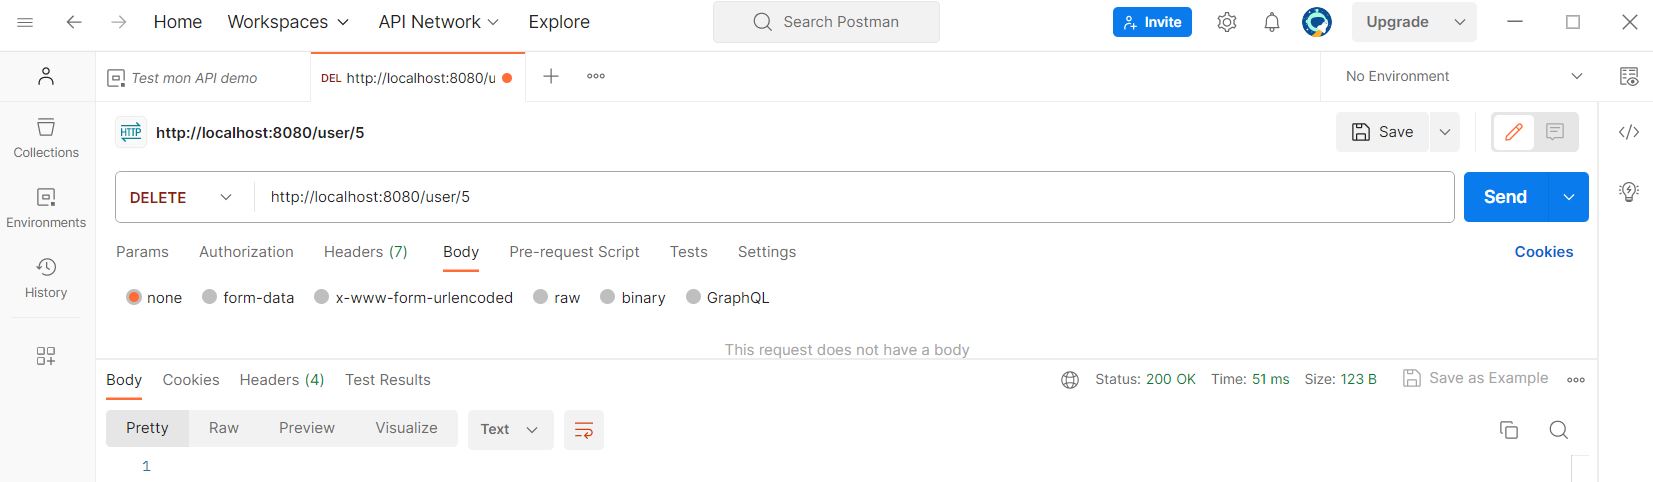 Home Workspaces API Network Explore Search Postman Invite Upgrade
Test mon API demo DEL http://localhost:8080/u No Environment
HTTP http://localhost:8080/user/5 Save
Collections
DELETE http://localhost:8080/user/5 Send
Environments
Params Authorization Headers (7) Body Pre-request Script Tests Settings Cookies
History
none form-data x-www-form-urlencoded raw binary GraphQL
This request does not have a body
Body Cookies Headers (4) Test Results Status: 200 OK Time: 51 ms Size: 123 B Save as Example
Pretty Raw Preview Visualize Text
1